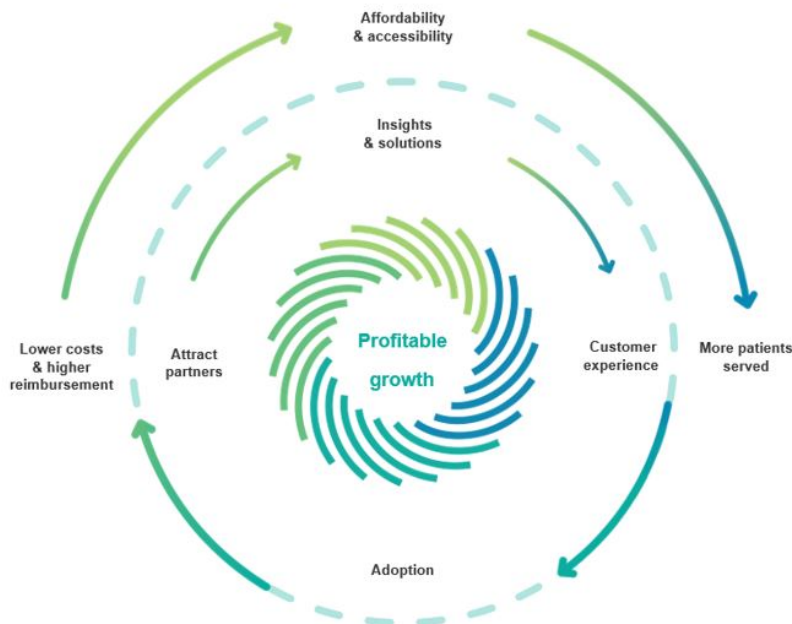 Affordability
& accessibility
Insights
& solutions
Lower costs
& higher
reimbursement
Attract
partners
Profitable
growth
Customer
experience
More patients
served
Adoption